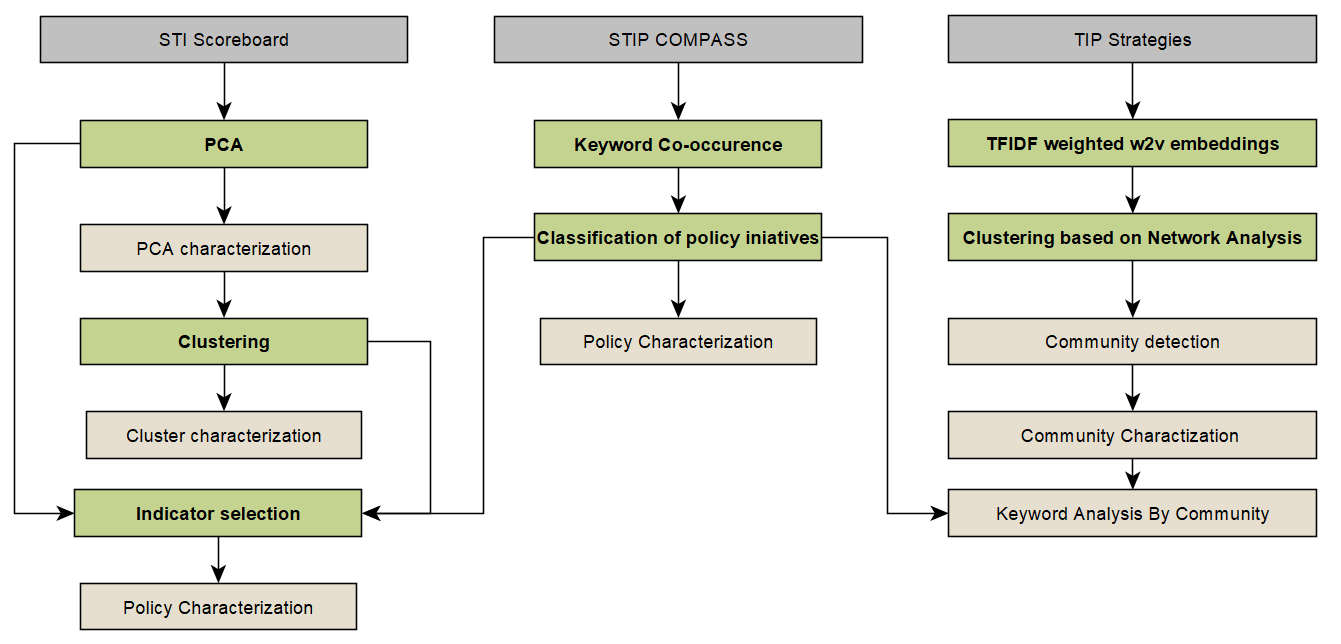 STI Scoreboard
PCA
PCA characterization
Clustering
Cluster characterization
Indicator selection
Policy Characterization
STIP COMPASS
Keyword Co-occurence
Classification of policy iniatives
Policy Characterization
TIP Strategies
TFIDF weighted w2v embeddings
Clustering based on Network Analysis
Community detection
Community Charactization
Keyword Analysis By Community